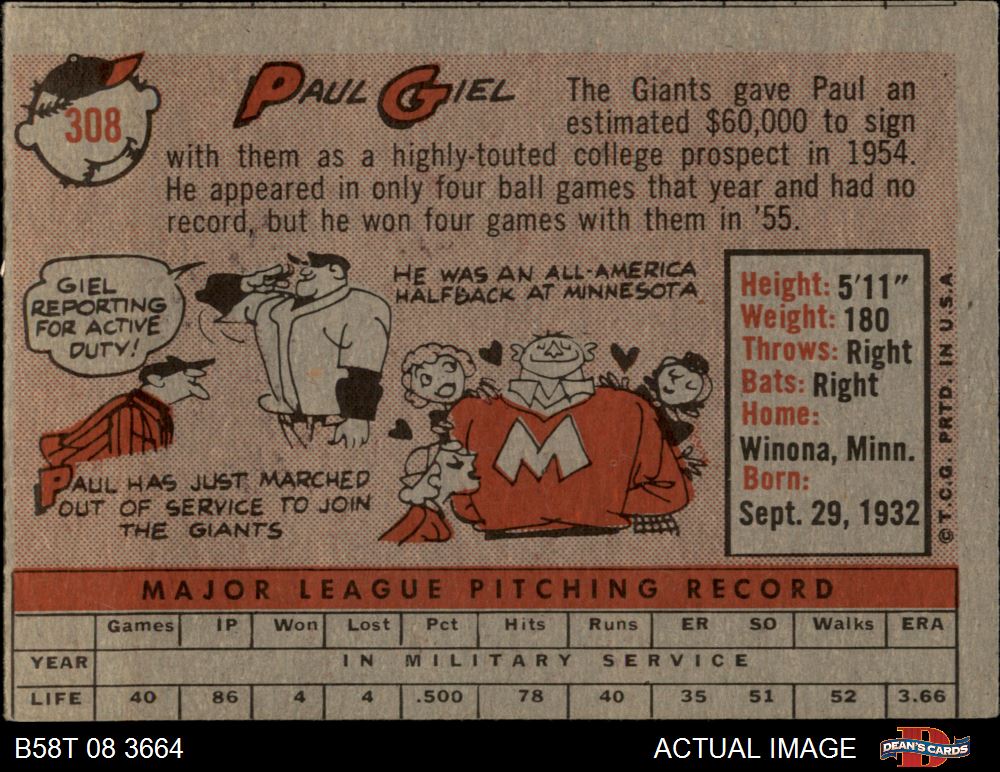 308
PAUL GIEL
The Giants gave Paul an
estimated $60,000 to sign
with them as a highly-touted college prospect in 1954.
He appeared in only four ball games that year and had no
record, but he won four games with them in '55.
GIEL
REPORTING
FOR ACTIVE
DUTY!
PAUL HAS JUST MARCHED
OUT OF SERVICE TO JOIN
THE GIANTS
HE WAS AN ALL-AMERICA
HALFBACK AT MINNESOTA
M
Height: 5'11"
Weight: 180
Throws: Right
Bats: Right
Home:
Winona, Minn.
Born:
Sept. 29, 1932
© T.C.G. PRTD. IN U.S.A.
MAJOR LEAGUE PITCHING RECORD
Games IP Won Lost Pct Hits Runs ER SO Walks ERA
YEAR IN MILITARY SERVICE
LIFE 40 86 4 4 .500 78 40 35 51 52 3.66
B58T 08 3664
ACTUAL IMAGE
D
DEAN'S CARDS